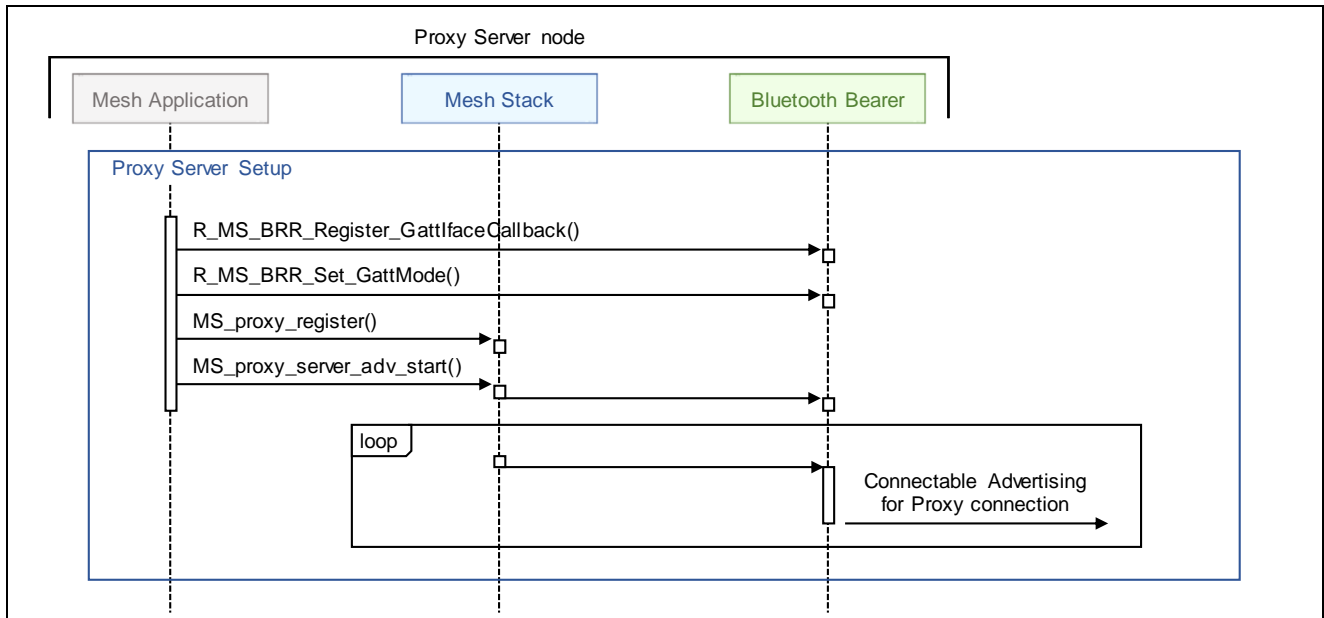 Proxy Server node
Mesh Application
Mesh Stack
Bluetooth Bearer
Proxy Server Setup
R_MS_BRR_Register_GattIfaceCallback()
R_MS_BRR_Set_GattMode()
MS_proxy_register()
MS_proxy_server_adv_start()
loop
Connectable Advertising
for Proxy connection